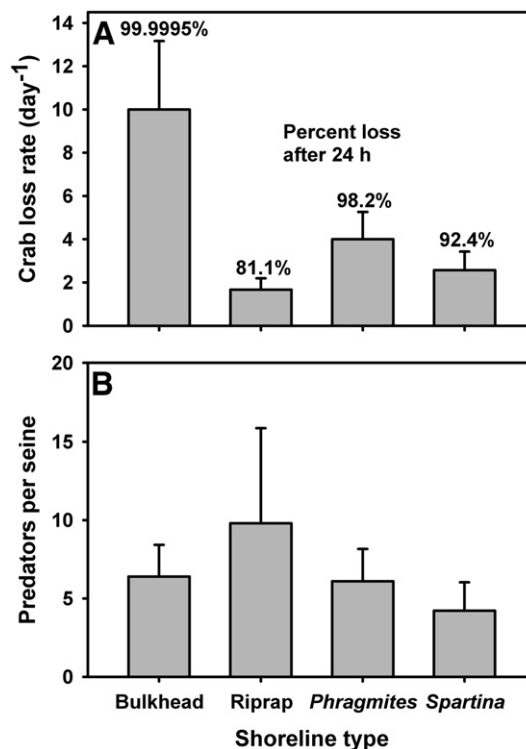 A
99.9995%
14
12
10
8
6
4
2
0
Crab loss rate (day-1)
Percent loss
after 24 h
98.2%
92.4%
81.1%
B
20
15
10
5
0
Predators per seine
Bulkhead Riprap Phragmites Spartina
Shoreline type